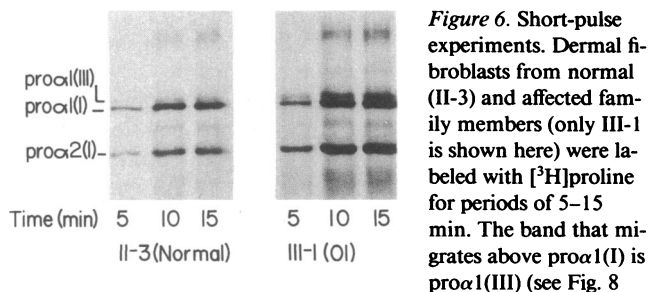 proα1(III)
proα1(I)
proα2(I)
Time (min) 5 10 15 5 10 15
II-3 (Normal) III-1 (OI)
Figure 6. Short-pulse
experiments. Dermal fi-
broblasts from normal
(II-3) and affected fam-
ily members (only III-1
is shown here) were la-
beled with [³H]proline
for periods of 5–15
min. The band that mi-
grates above proα1(I) is
proα1(III) (see Fig. 8